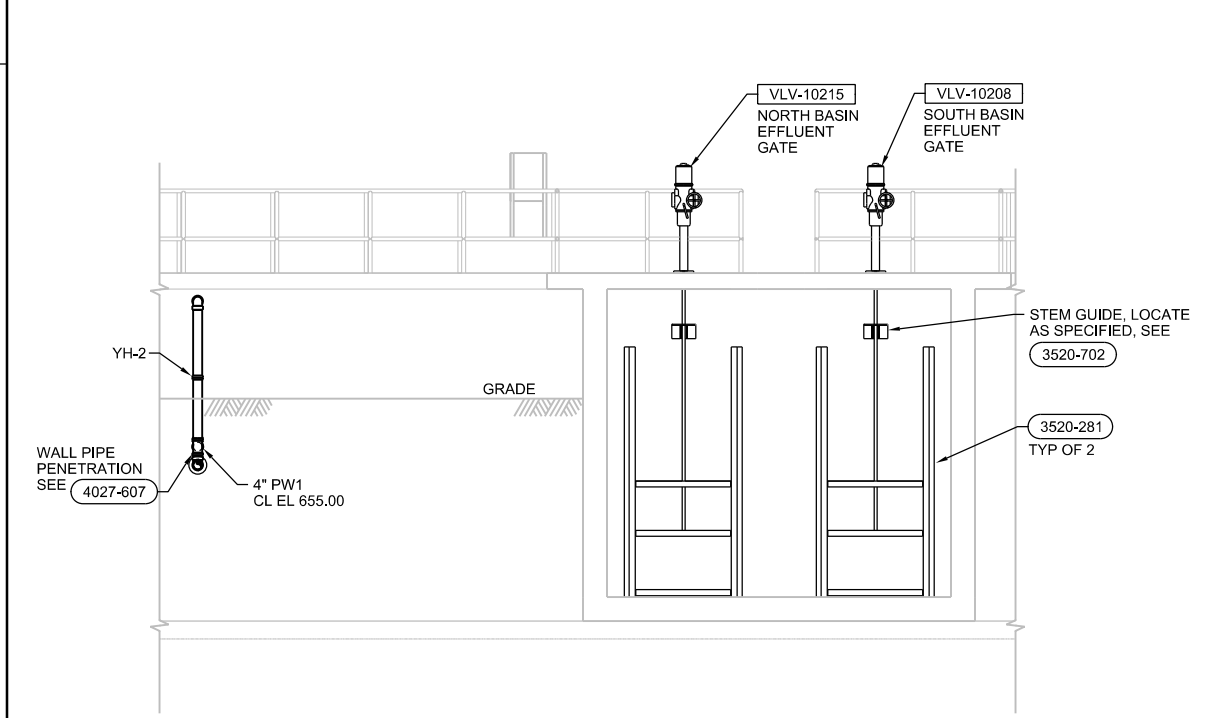 VLV-10215
NORTH BASIN
EFFLUENT
GATE
VLV-10208
SOUTH BASIN
EFFLUENT
GATE
STEM GUIDE, LOCATE
AS SPECIFIED, SEE
3520-702
YH-2
GRADE
3520-281
TYP OF 2
WALL PIPE
PENETRATION
SEE 4027-607
4" PW1
CL EL 655.00